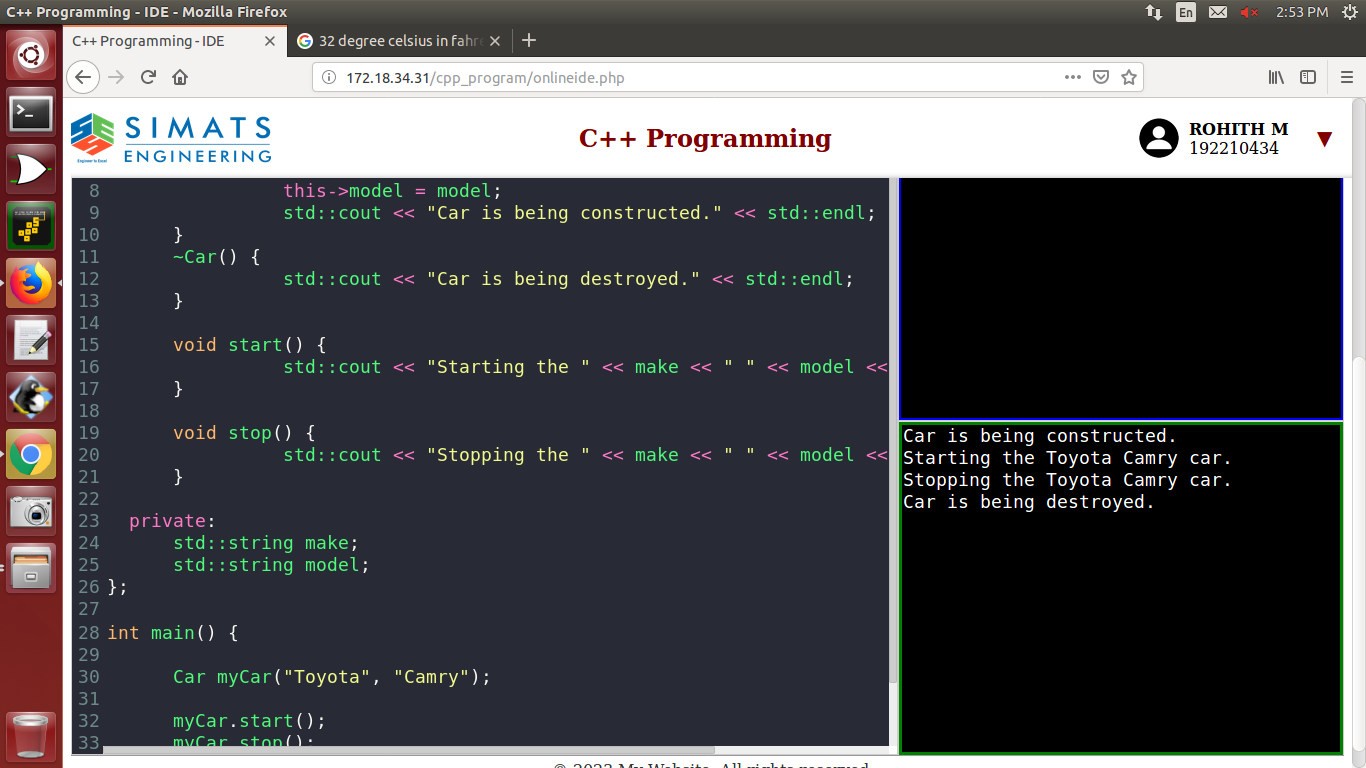 C++ Programming - IDE - Mozilla Firefox
En
2:53 PM
C++ Programming - IDE
32 degree celsius in fahre
172.18.34.31/cpp_program/onlineide.php
SIMATS
ENGINEERING
Engineer to Excel
C++ Programming
ROHITH M
192210434
8 this->model = model;
9 std::cout << "Car is being constructed." << std::endl;
10 }
11 ~Car() {
12 std::cout << "Car is being destroyed." << std::endl;
13 }
14
15 void start() {
16 std::cout << "Starting the " << make << " " << model <<
17 }
18
19 void stop() {
20 std::cout << "Stopping the " << make << " " << model <<
21 }
22
23 private:
24 std::string make;
25 std::string model;
26 };
27
28 int main() {
29
30 Car myCar("Toyota", "Camry");
31
32 myCar.start();
33 myCar.stop();
Car is being constructed.
Starting the Toyota Camry car.
Stopping the Toyota Camry car.
Car is being destroyed.
© 2023 My Website. All rights reserved.